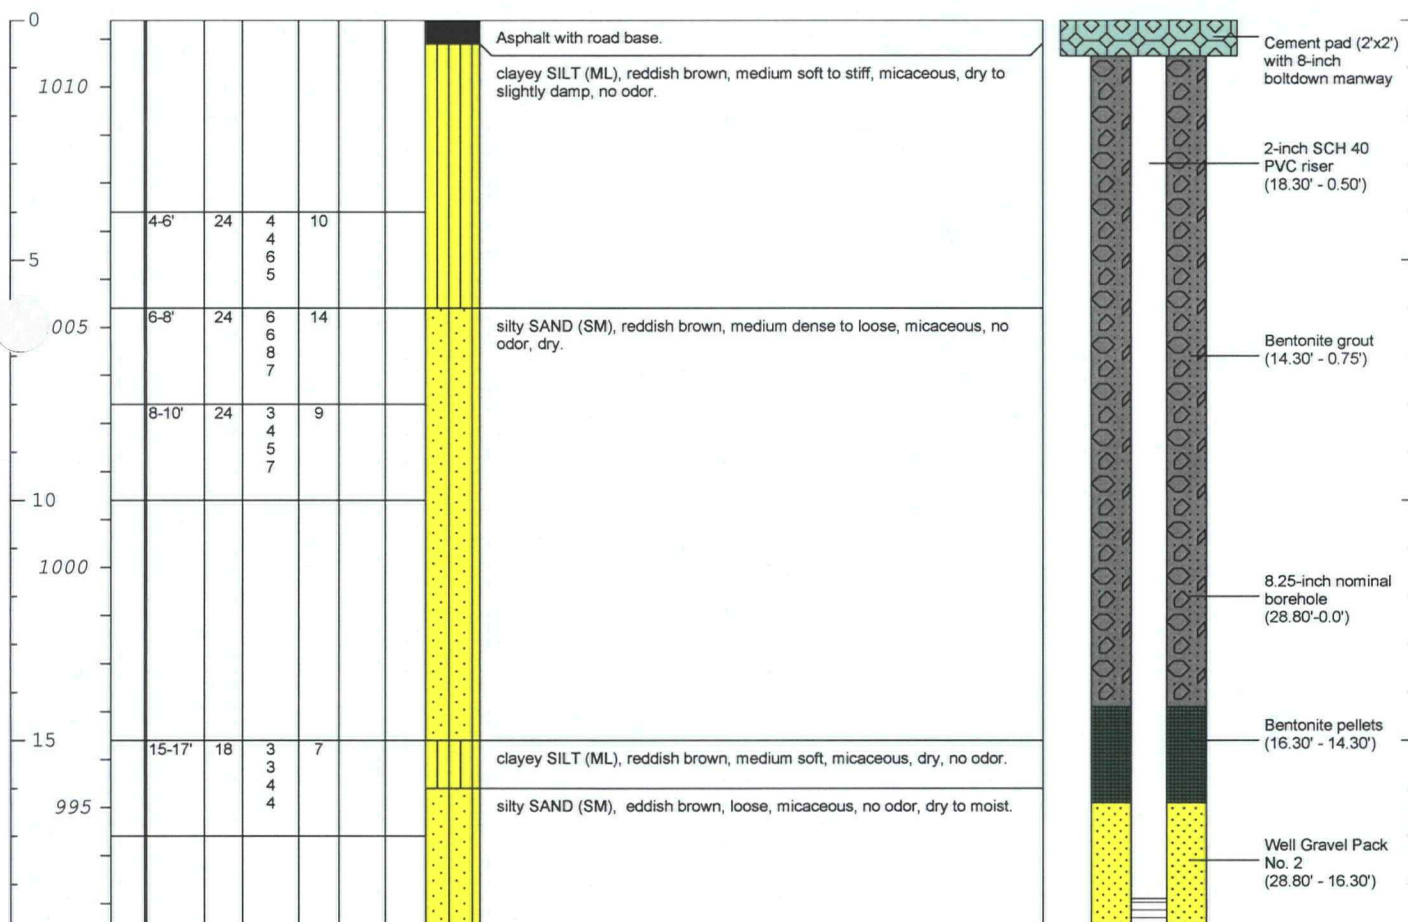 0
Asphalt with road base.
Cement pad (2'x2')
with 8-inch
boltdown manway
clayey SILT (ML), reddish brown, medium soft to stiff, micaceous, dry to
slightly damp, no odor.
1010
2-inch SCH 40
PVC riser
(18.30' - 0.50')
4-6' 24 4 10
4
6
5
5
6-8' 24 6 14
6
8
7
005
silty SAND (SM), reddish brown, medium dense to loose, micaceous, no
odor, dry.
Bentonite grout
(14.30' - 0.75')
8-10' 24 3 9
4
5
7
10
1000
8.25-inch nominal
borehole
(28.80'-0.0')
15
15-17' 18 3 7
3
4
4
clayey SILT (ML), reddish brown, medium soft, micaceous, dry, no odor.
Bentonite pellets
(16.30' - 14.30')
995
silty SAND (SM), eddish brown, loose, micaceous, no odor, dry to moist.
Well Gravel Pack
No. 2
(28.80' - 16.30')